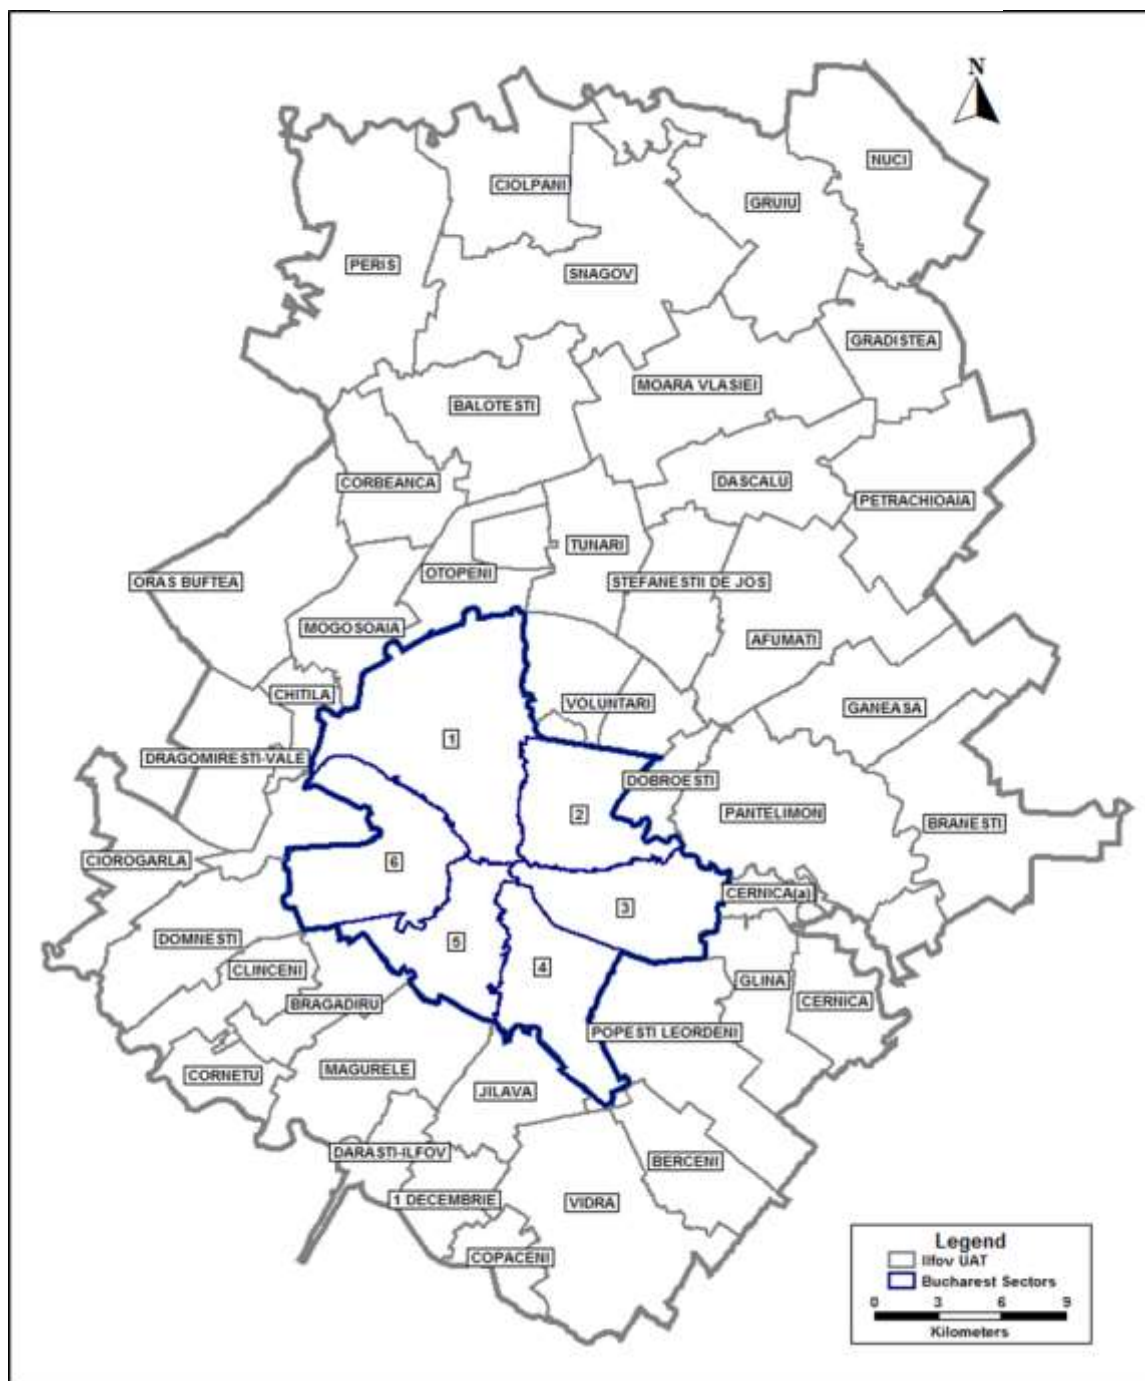 N
NUCI
CIOLPANI
GRUIU
PERIS
SNAGOV
GRADISTEA
MOARA VLASIEI
BALOTESTI
CORBEANCA
DASCALU
PETRACHIOAIA
TUNARI
OTOPENI
ORAS BUFTEA
STEFANESTII DE JOS
MOGOSOAIA
AFUMATI
CHITILA
VOLUNTARI
GANEASA
1
DRAGOMIRESTI-VALE
DOBROESTI
2
PANTELIMON
BRANESTI
CIOROGARLA
6
CERNICA(a)
3
DOMNESTI
5
4
CLINCENI
GLINA
BRAGADIRU
CERNICA
POPESTI LEORDENI
CORNETU
MAGURELE
JILAVA
DARASTI-ILFOV
BERCENI
1 DECEMBRIE
VIDRA
COPACENI
Legend
Ilfov UAT
Bucharest Sectors
0 3 6 9
Kilometers